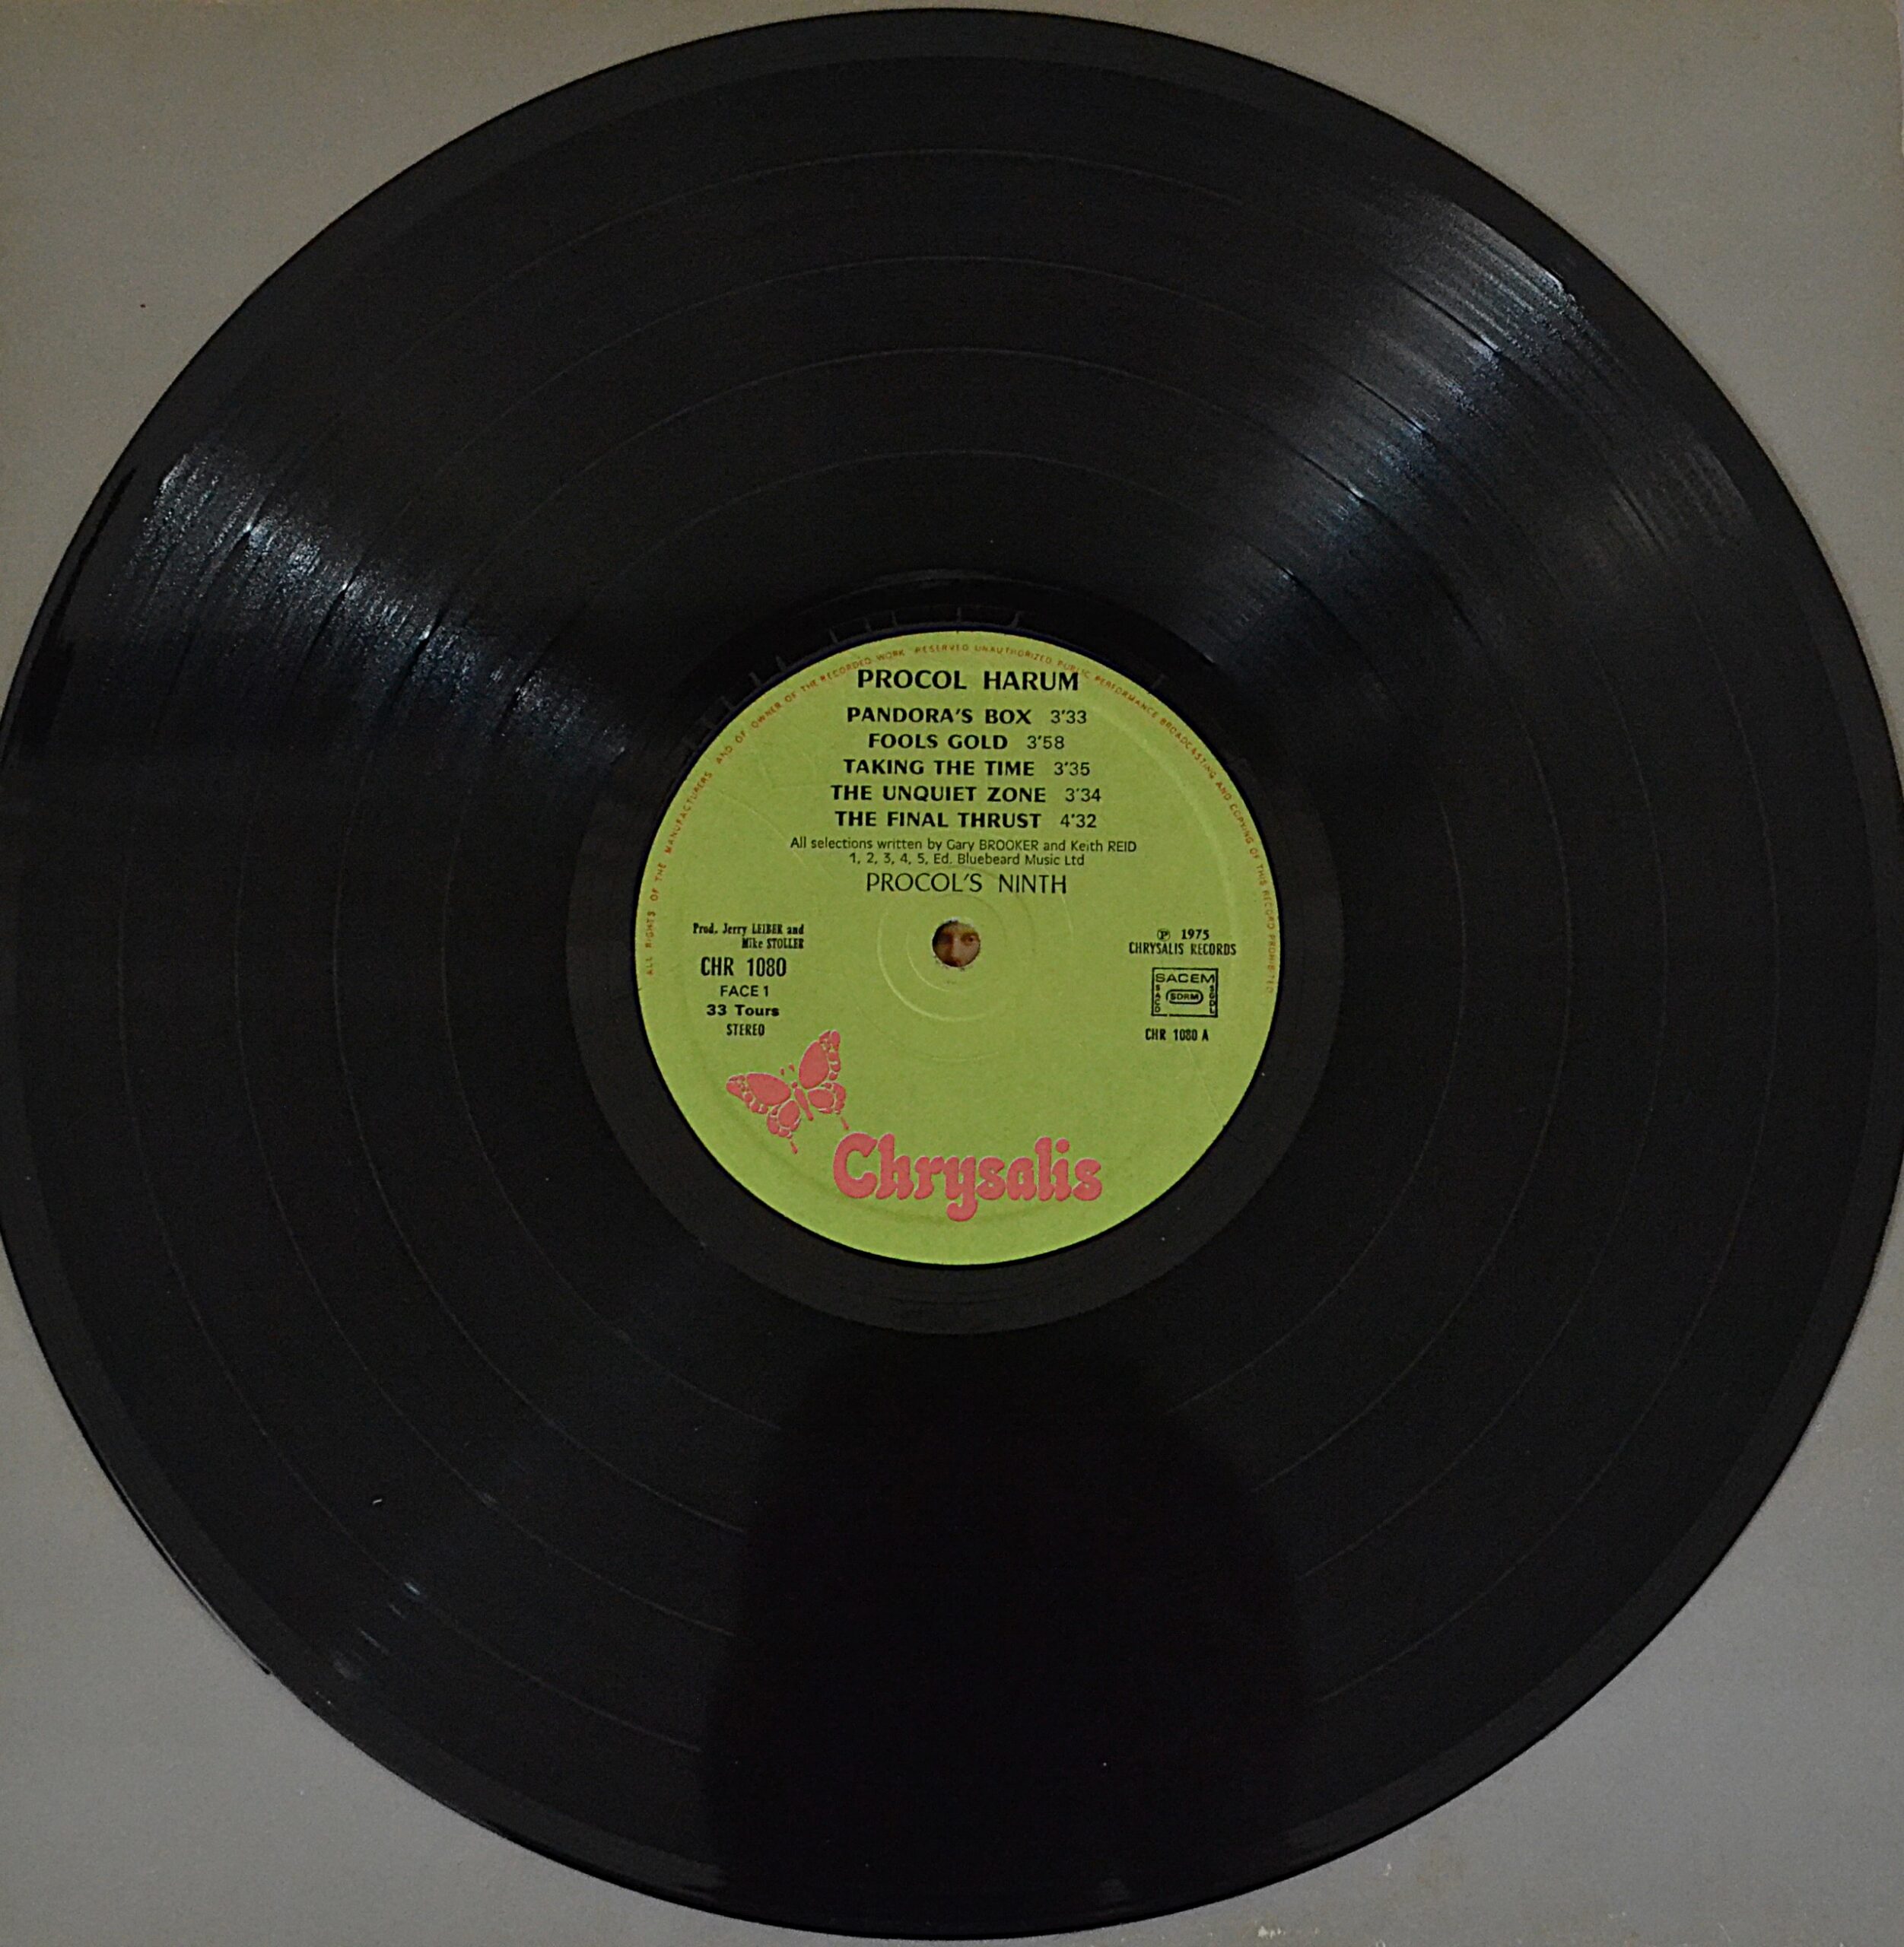 ALL RIGHTS OF THE MANUFACTURERS AND OF OWNER OF THE RECORDED WORK RESERVED UNAUTHORIZED PUBLIC PERFORMANCE BROADCASTING AND COPYING OF THIS RECORD PROHIBITED
PROCOL HARUM
PANDORA'S BOX 3'33
FOOLS GOLD 3'58
TAKING THE TIME 3'35
THE UNQUIET ZONE 3'34
THE FINAL THRUST 4'32
All selections written by Gary BROOKER and Keith REID
1, 2, 3, 4, 5, Ed. Bluebeard Music Ltd
PROCOL'S NINTH
Prod. Jerry LEIBER and
Mike STOLLER
CHR 1080
FACE 1
33 Tours
STEREO
℗ 1975
CHRYSALIS RECORDS
SACEM
SACD SDRM SGDL
CHR 1080 A
Chrysalis